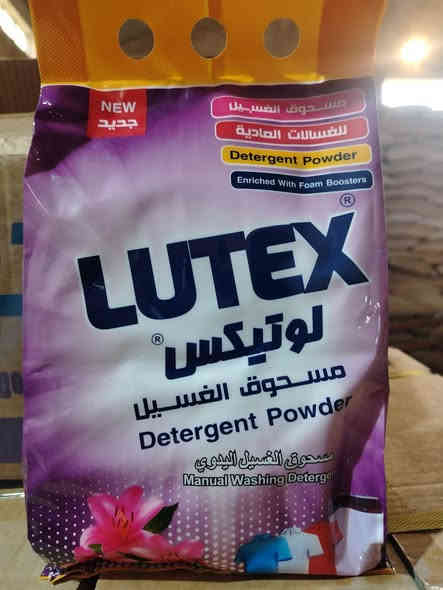 NEW
جديد
مسحوق الغسيل
للغسالات العادية
Detergent Powder
Enriched With Foam Boosters
LUTEX®
لوتيكس®
مسحوق الغسيل
Detergent Powder
مسحوق الغسيل اليدوي
Manual Washing Deterge